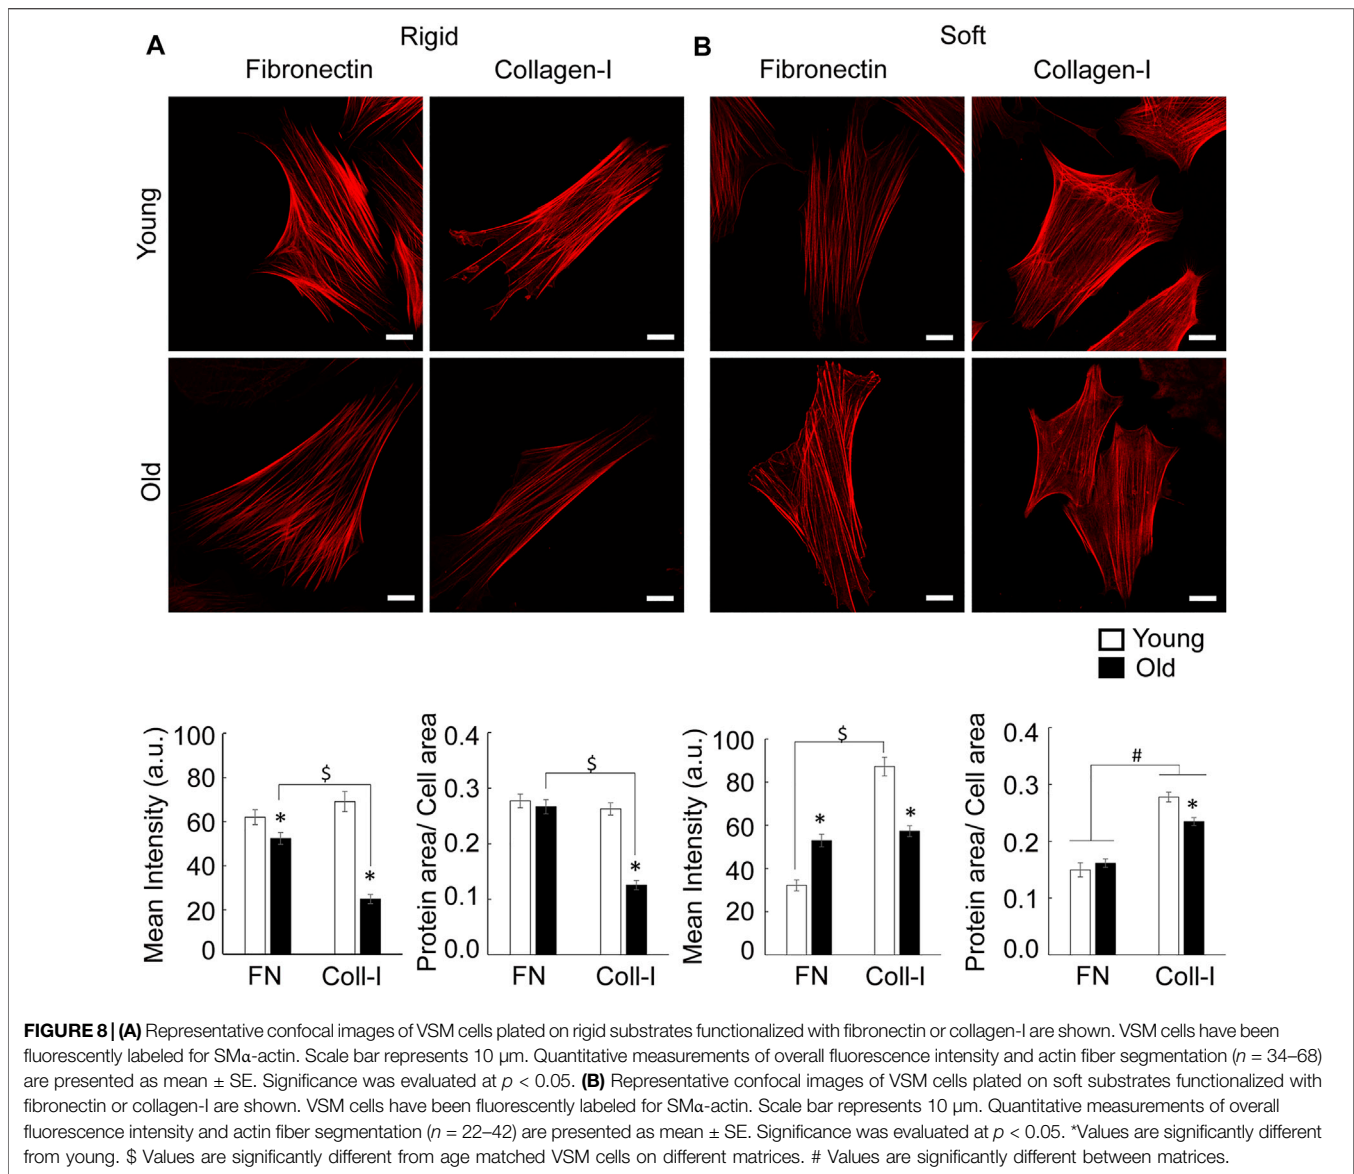 A
Rigid
B
Soft
Fibronectin
Collagen-I
Fibronectin
Collagen-I
Young
Old
Young
Old
Mean Intensity (a.u.)
100
80
60
40
20
0
*
$
*
FN
Coll-I
Protein area/ Cell area
0.4
0.3
0.2
0.1
0.0
$
*
FN
Coll-I
Mean Intensity (a.u.)
100
80
60
40
20
0
$
*
*
FN
Coll-I
Protein area/ Cell area
0.4
0.3
0.2
0.1
0.0
#
*
FN
Coll-I
FIGURE 8 | (A) Representative confocal images of VSM cells plated on rigid substrates functionalized with fibronectin or collagen-I are shown. VSM cells have been
fluorescently labeled for SMα-actin. Scale bar represents 10 μm. Quantitative measurements of overall fluorescence intensity and actin fiber segmentation (n = 34–68)
are presented as mean ± SE. Significance was evaluated at p < 0.05. (B) Representative confocal images of VSM cells plated on soft substrates functionalized with
fibronectin or collagen-I are shown. VSM cells have been fluorescently labeled for SMα-actin. Scale bar represents 10 μm. Quantitative measurements of overall
fluorescence intensity and actin fiber segmentation (n = 22–42) are presented as mean ± SE. Significance was evaluated at p < 0.05. *Values are significantly different
from young. $ Values are significantly different from age matched VSM cells on different matrices. # Values are significantly different between matrices.